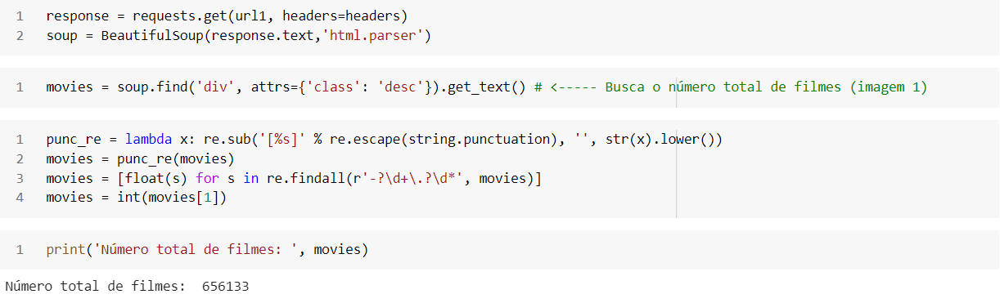 1 response = requests.get(url1, headers=headers)
2 soup = BeautifulSoup(response.text,'html.parser')
1 movies = soup.find('div', attrs={'class': 'desc'}).get_text() # <----- Busca o número total de filmes (imagem 1)
1 punc_re = lambda x: re.sub('[%s]' % re.escape(string.punctuation), '', str(x).lower())
2 movies = punc_re(movies)
3 movies = [float(s) for s in re.findall(r'-?\d+\.?\d*', movies)]
4 movies = int(movies[1])
1 print('Número total de filmes: ', movies)
Número total de filmes:  656133